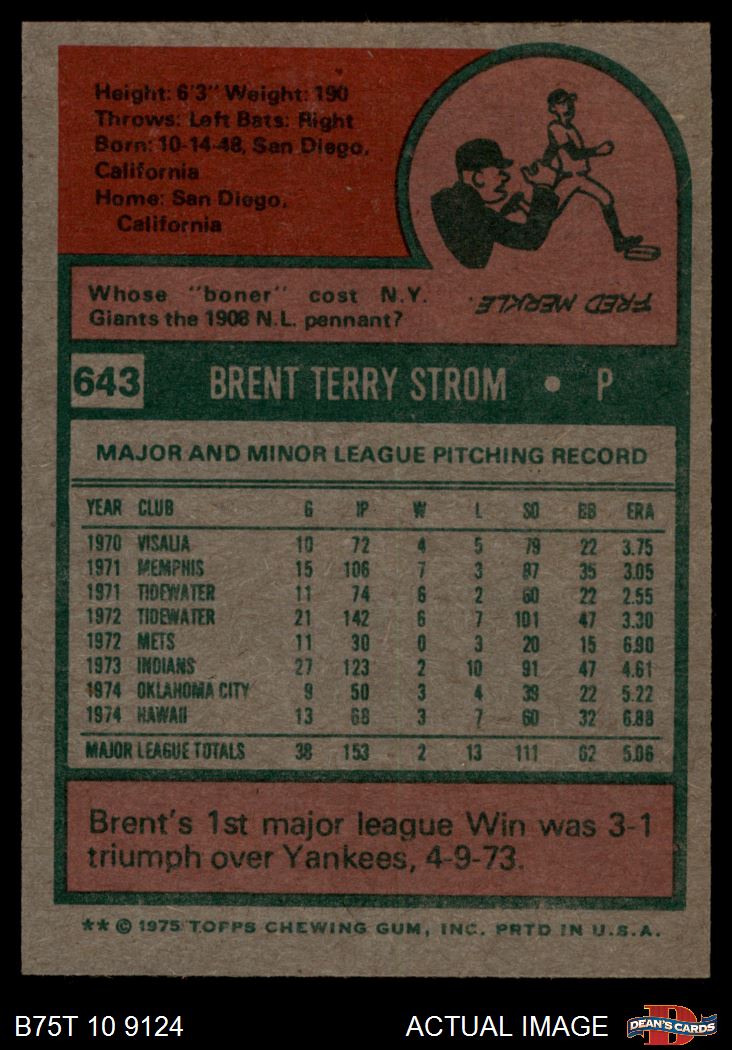 Height: 6'3" Weight: 190
Throws: Left Bats: Right
Born: 10-14-48, San Diego,
California
Home: San Diego,
California
Whose "boner" cost N.Y.
Giants the 1908 N.L. pennant?
FRED MERKLE.
643 BRENT TERRY STROM • P
MAJOR AND MINOR LEAGUE PITCHING RECORD
YEAR CLUB G IP W L SO BB ERA
1970 VISALIA 10 72 4 5 79 22 3.75
1971 MEMPHIS 15 106 7 3 87 35 3.05
1971 TIDEWATER 11 74 6 2 60 22 2.55
1972 TIDEWATER 21 142 6 7 101 47 3.30
1972 METS 11 30 0 3 20 15 6.90
1973 INDIANS 27 123 2 10 91 47 4.61
1974 OKLAHOMA CITY 9 50 3 4 39 22 5.22
1974 HAWAII 13 68 3 7 60 32 6.88
MAJOR LEAGUE TOTALS 38 153 2 13 111 62 5.06
Brent's 1st major league Win was 3-1
triumph over Yankees, 4-9-73.
** © 1975 TOPPS CHEWING GUM, INC. PRTD IN U.S.A.
B75T 10 9124 ACTUAL IMAGE DEAN'S CARDS